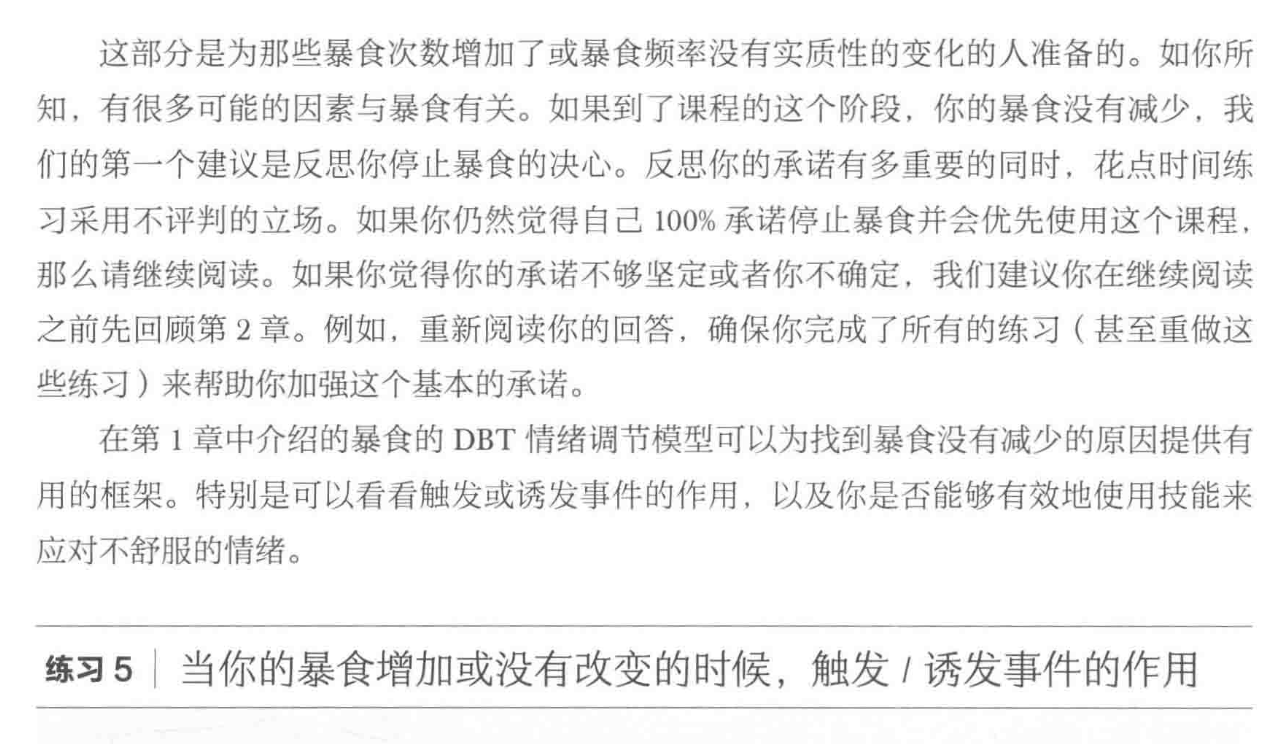 这部分是为那些暴食次数增加了或暴食频率没有实质性的变化的人准备的。如你所
知，有很多可能的因素与暴食有关。如果到了课程的这个阶段，你的暴食没有减少，我
们的第一个建议是反思你停止暴食的决心。反思你的承诺有多重要的同时，花点时间练
习采用不评判的立场。如果你仍然觉得自己 100% 承诺停止暴食并会优先使用这个课程，
那么请继续阅读。如果你觉得你的承诺不够坚定或者你不确定，我们建议你在继续阅读
之前先回顾第 2 章。例如，重新阅读你的回答，确保你完成了所有的练习（甚至重做这
些练习）来帮助你加强这个基本的承诺。
在第 1 章中介绍的暴食的 DBT 情绪调节模型可以为找到暴食没有减少的原因提供有
用的框架。特别是可以看看触发或诱发事件的作用，以及你是否能够有效地使用技能来
应对不舒服的情绪。
练习 5 | 当你的暴食增加或没有改变的时候，触发 / 诱发事件的作用